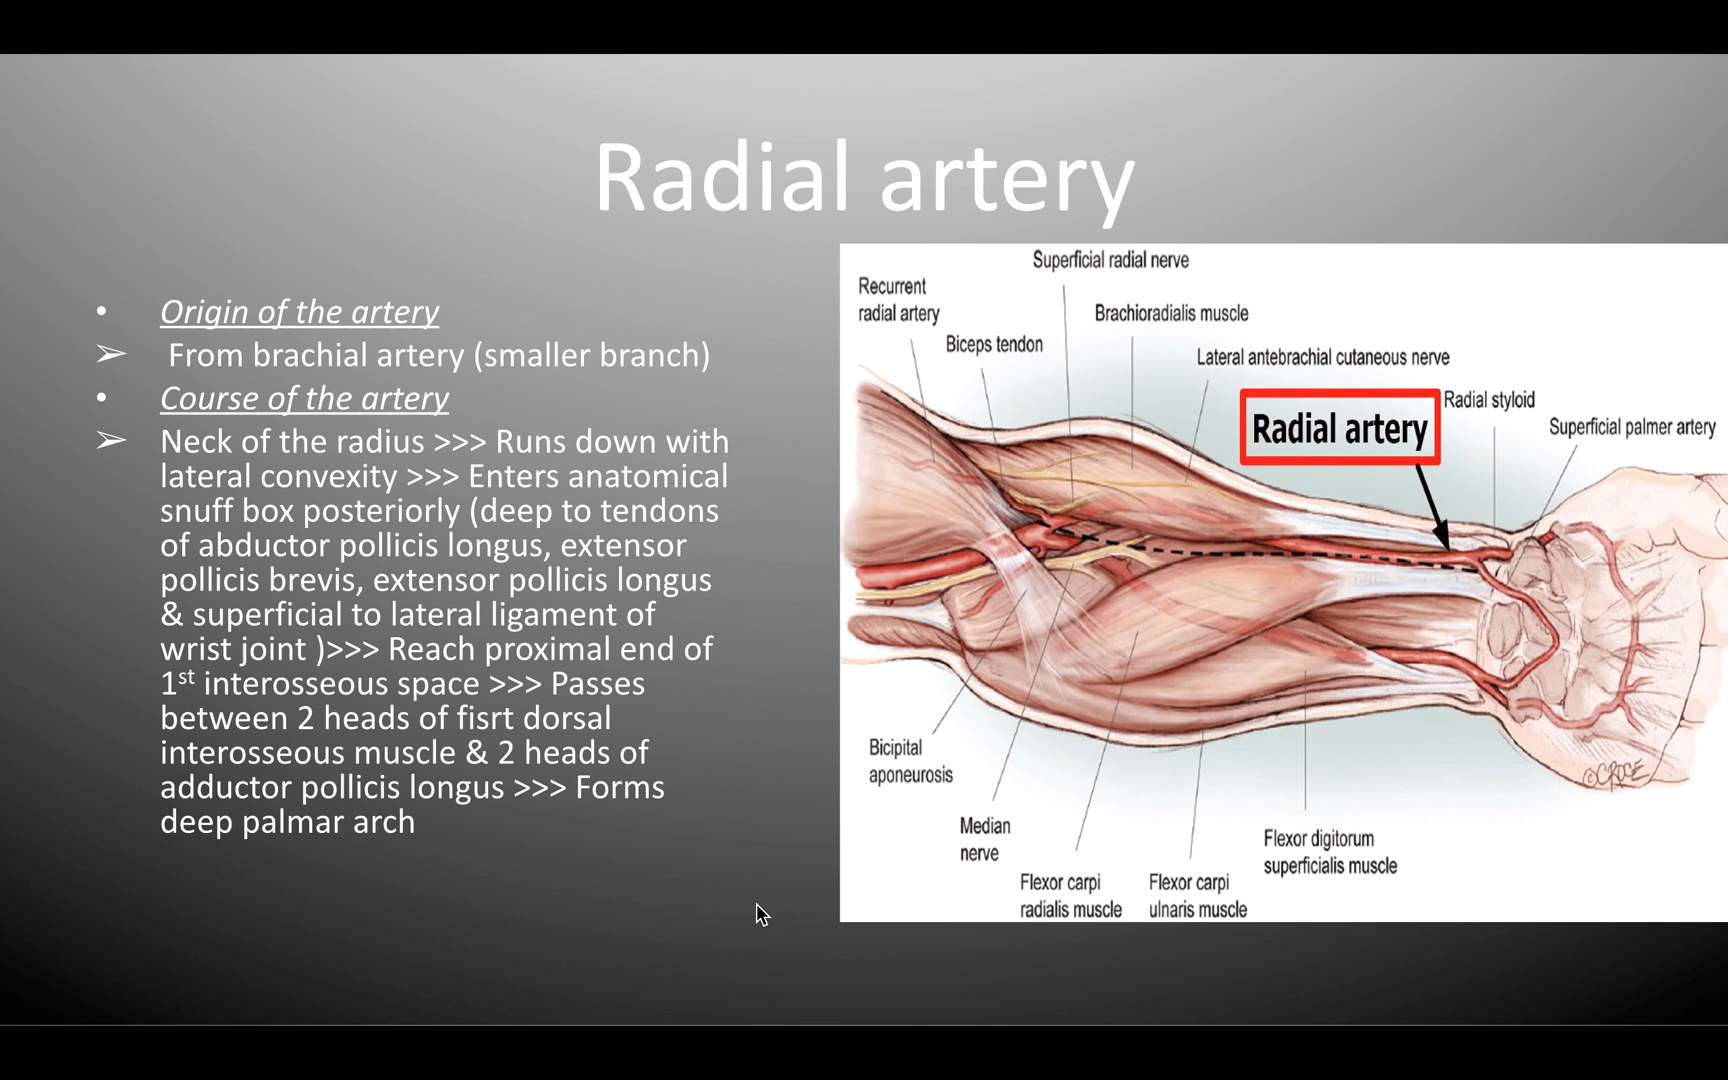 Radial artery
• Origin of the artery
➢ From brachial artery (smaller branch)
• Course of the artery
➢ Neck of the radius >>> Runs down with
lateral convexity >>> Enters anatomical
snuff box posteriorly (deep to tendons
of abductor pollicis longus, extensor
pollicis brevis, extensor pollicis longus
& superficial to lateral ligament of
wrist joint )>>> Reach proximal end of
1st interosseous space >>> Passes
between 2 heads of fisrt dorsal
interosseous muscle & 2 heads of
adductor pollicis longus >>> Forms
deep palmar arch
Superficial radial nerve
Recurrent
radial artery
Brachioradialis muscle
Biceps tendon
Lateral antebrachial cutaneous nerve
Radial artery
Radial styloid
Superficial palmer artery
Bicipital
aponeurosis
Median
nerve
Flexor carpi
radialis muscle
Flexor carpi
ulnaris muscle
Flexor digitorum
superficialis muscle
©CROSE